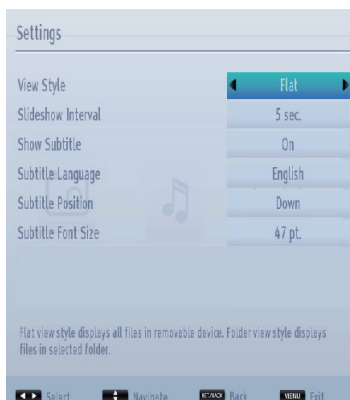 Settings
View Style Flat
Slideshow Interval 5 sec.
Show Subtitle On
Subtitle Language English
Subtitle Position Down
Subtitle Font Size 47 pt.
Flat view style displays all files in removable device. Folder view style displays
files in selected folder.
Select Navigate RET/BACK Back MENU Exit